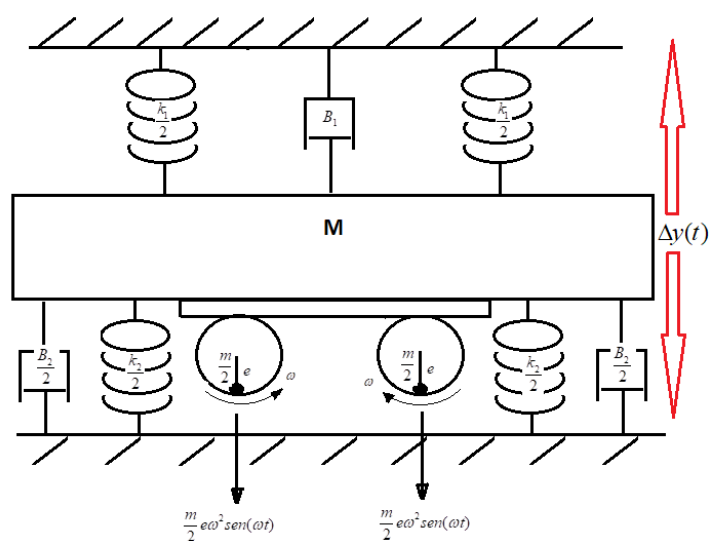 k₁/2 B₁ k₁/2
M
Δy(t)
B₂/2 k₂/2 m/2 e ω ω m/2 e k₂/2 B₂/2
m/2 eω²sen(ωt) m/2 eω²sen(ωt)